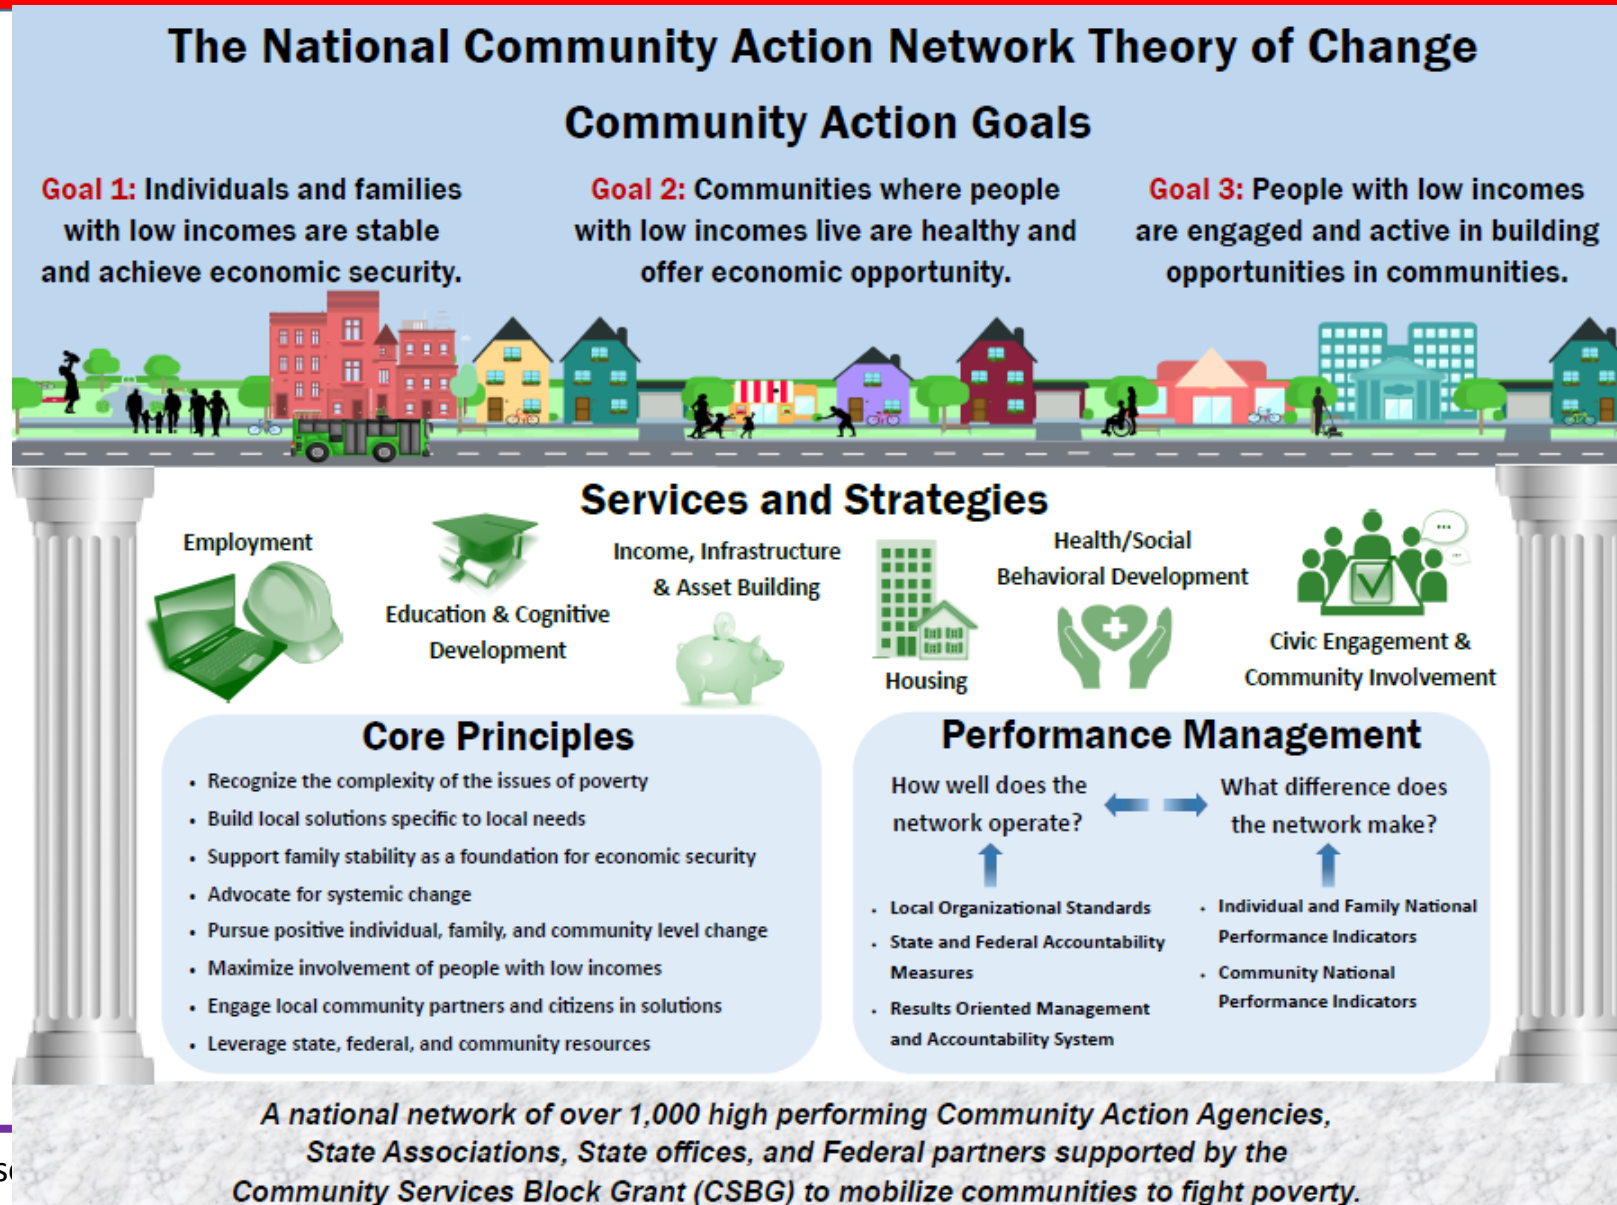 The National Community Action Network Theory of Change
Community Action Goals
Goal 1: Individuals and families
with low incomes are stable
and achieve economic security.
Goal 2: Communities where people
with low incomes live are healthy and
offer economic opportunity.
Goal 3: People with low incomes
are engaged and active in building
opportunities in communities.
Services and Strategies
Employment
Education & Cognitive
Development
Income, Infrastructure
& Asset Building
Housing
Health/Social
Behavioral Development
Civic Engagement &
Community Involvement
Core Principles
• Recognize the complexity of the issues of poverty
• Build local solutions specific to local needs
• Support family stability as a foundation for economic security
• Advocate for systemic change
• Pursue positive individual, family, and community level change
• Maximize involvement of people with low incomes
• Engage local community partners and citizens in solutions
• Leverage state, federal, and community resources
Performance Management
How well does the
network operate?
• Local Organizational Standards
• State and Federal Accountability
Measures
• Results Oriented Management
and Accountability System
What difference does
the network make?
• Individual and Family National
Performance Indicators
• Community National
Performance Indicators
A national network of over 1,000 high performing Community Action Agencies,
State Associations, State offices, and Federal partners supported by the
Community Services Block Grant (CSBG) to mobilize communities to fight poverty.